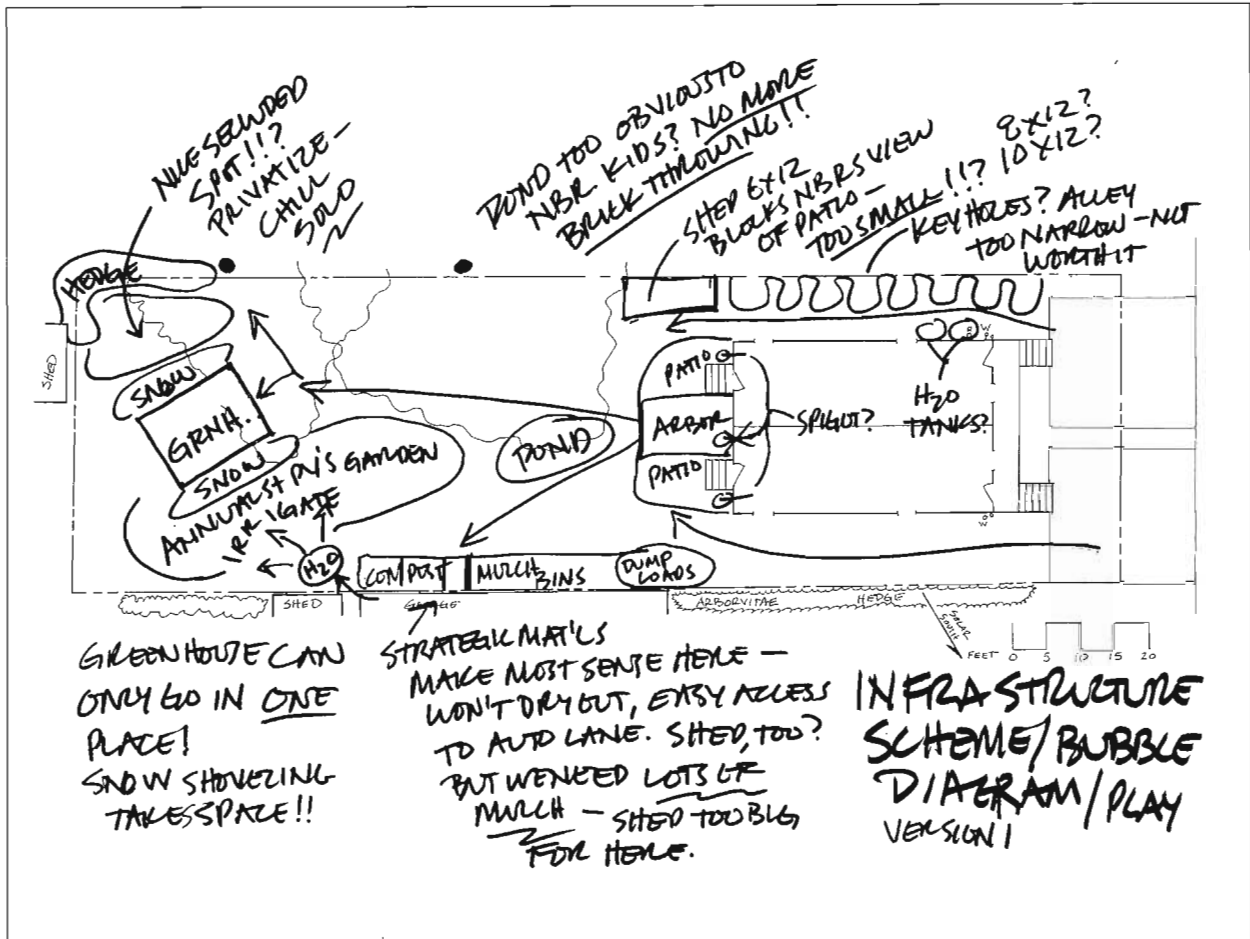 NICE SECLUDED
SPOT!!?
PRIVATIZE—
CHILL
SOLO
POND TOO OBVIOUS TO
NBR KIDS? NO MORE
BRICK THROWING!!
SHED 6X12
BLOCKS NBRS VIEW
OF PATIO—
TOO SMALL!!?
8X12?
10X12?
KEYHOLES? ALLEY
TOO NARROW—NOT
WORTH IT
HEDGE
SHED
SNOW
GRNH.
SNOW
ANNUALS + PN'S GARDEN
IRRIGATE
H2O
POND
PATIO
ARBOR
PATIO
SPIGOT?
H2O
TANKS?
COMPOST
MULCH BINS
DUMP
LOADS
SHED
GARAGE
ARBORVITAE HEDGE
SOLAR
SOUTH
FEET 0 5 10 15 20
GREENHOUSE CAN
ONLY GO IN ONE
PLACE!
SNOW SHOVELING
TAKES SPACE!!
STRATEGIC MAT'LS
MAKE MOST SENSE HERE—
WON'T DRY OUT, EASY ACCESS
TO AUTO LANE. SHED, TOO?
BUT WE NEED LOTS
MULCH — SHED TOO BIG
FOR HERE.
INFRASTRUCTURE
SCHEME/BUBBLE
DIAGRAM/PLAY
VERSION 1